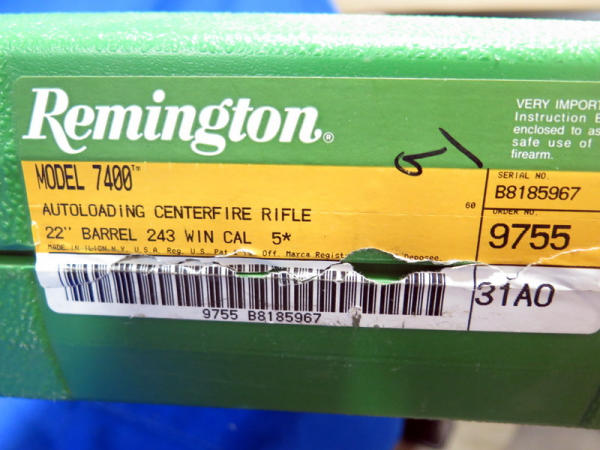 Remington®
VERY IMPORT
Instruction B
enclosed to as
safe use of
firearm.
MODEL 7400™
60
SERIAL NO.
B8185967
AUTOLOADING CENTERFIRE RIFLE
ORDER NO.
9755
22" BARREL 243 WIN CAL 5*
MADE IN ILION, N.Y. U.S.A. Reg. U.S. Pat. Off. Marca Regist Deposee.
31A0
9755 B8185967